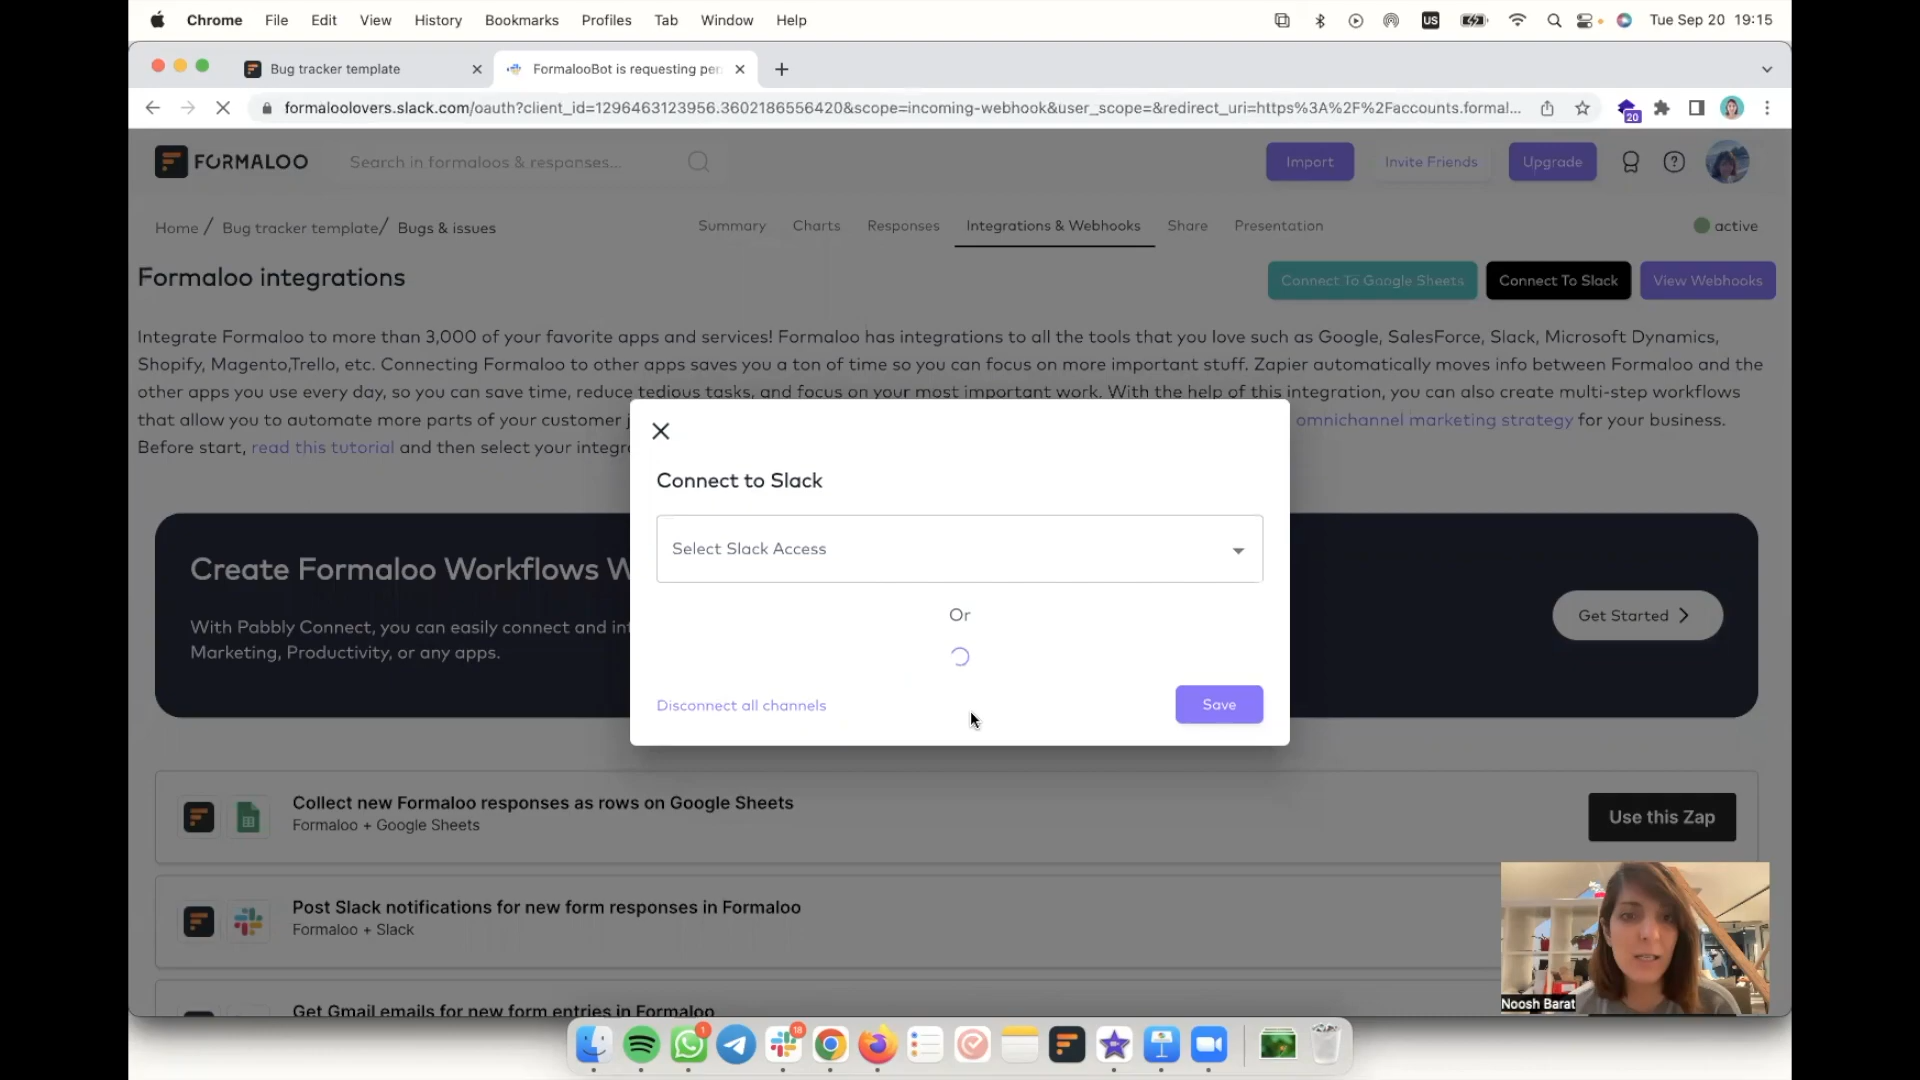 Chrome File Edit View History Bookmarks Profiles Tab Window Help US Tue Sep 20 19:15
Bug tracker template
FormalooBot is requesting per
formaloolovers.slack.com/oauth?client_id=1296463123956.3602186556420&scope=incoming-webhook&user_scope=&redirect_uri=https%3A%2F%2Faccounts.formal...
20
FORMALOO
Search in formaloos & responses...
Import
Invite Friends
Upgrade
Home / Bug tracker template/ Bugs & issues
Summary Charts Responses Integrations & Webhooks Share Presentation
active
Formaloo integrations
Connect To Google Sheets
Connect To Slack
View Webhooks
Integrate Formaloo to more than 3,000 of your favorite apps and services! Formaloo has integrations to all the tools that you love such as Google, SalesForce, Slack, Microsoft Dynamics,
Shopify, Magento,Trello, etc. Connecting Formaloo to other apps saves you a ton of time so you can focus on more important stuff. Zapier automatically moves info between Formaloo and the
other apps you use every day, so you can save time, reduce tedious tasks, and focus on your most important work. With the help of this integration, you can also create multi-step workflows
that allow you to automate more parts of your customer j
omnichannel marketing strategy for your business.
Before start, read this tutorial and then select your integr
Connect to Slack
Select Slack Access
Or
Disconnect all channels
Save
Create Formaloo Workflows W
With Pabbly Connect, you can easily connect and int
Marketing, Productivity, or any apps.
Get Started
Collect new Formaloo responses as rows on Google Sheets
Formaloo + Google Sheets
Use this Zap
Post Slack notifications for new form responses in Formaloo
Formaloo + Slack
Get Gmail emails for new form entries in Formaloo
Noosh Barat
1
18